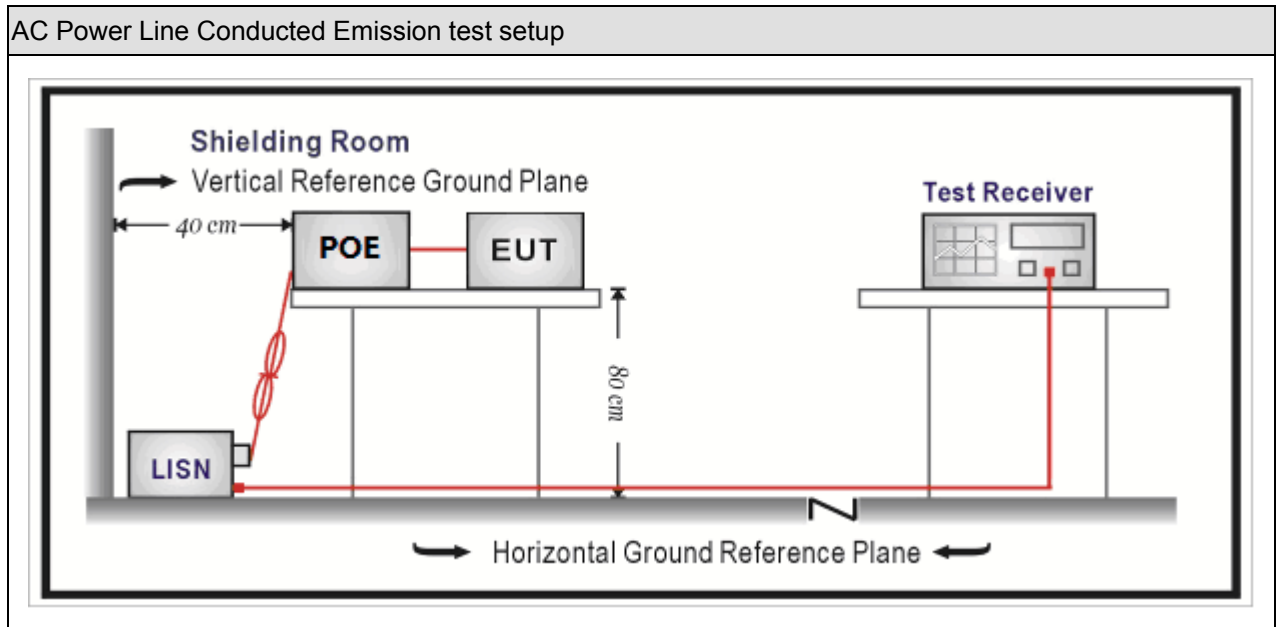 AC Power Line Conducted Emission test setup
Shielding Room
Vertical Reference Ground Plane
40 cm
POE
EUT
Test Receiver
80 cm
LISN
Horizontal Ground Reference Plane